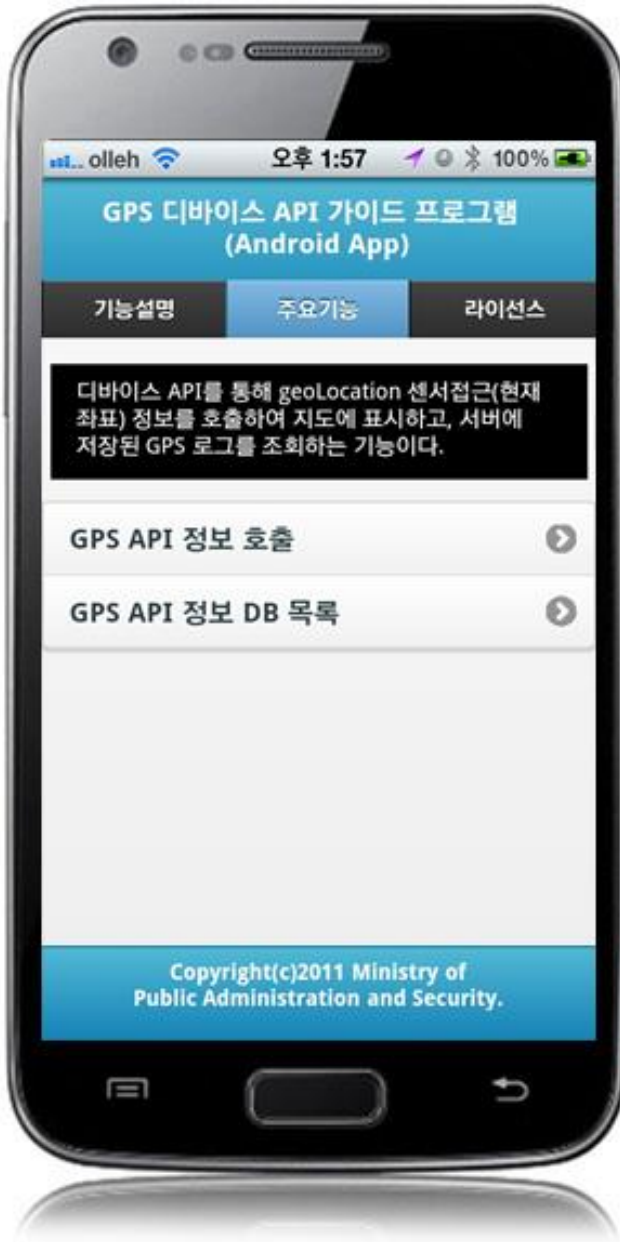 olleh 오후 1:57 100%
GPS 디바이스 API 가이드 프로그램
(Android App)
기능설명 주요기능 라이선스
디바이스 API를 통해 geoLocation 센서접근(현재
좌표) 정보를 호출하여 지도에 표시하고, 서버에
저장된 GPS 로그를 조회하는 기능이다.
GPS API 정보 호출
GPS API 정보 DB 목록
Copyright(c)2011 Ministry of
Public Administration and Security.